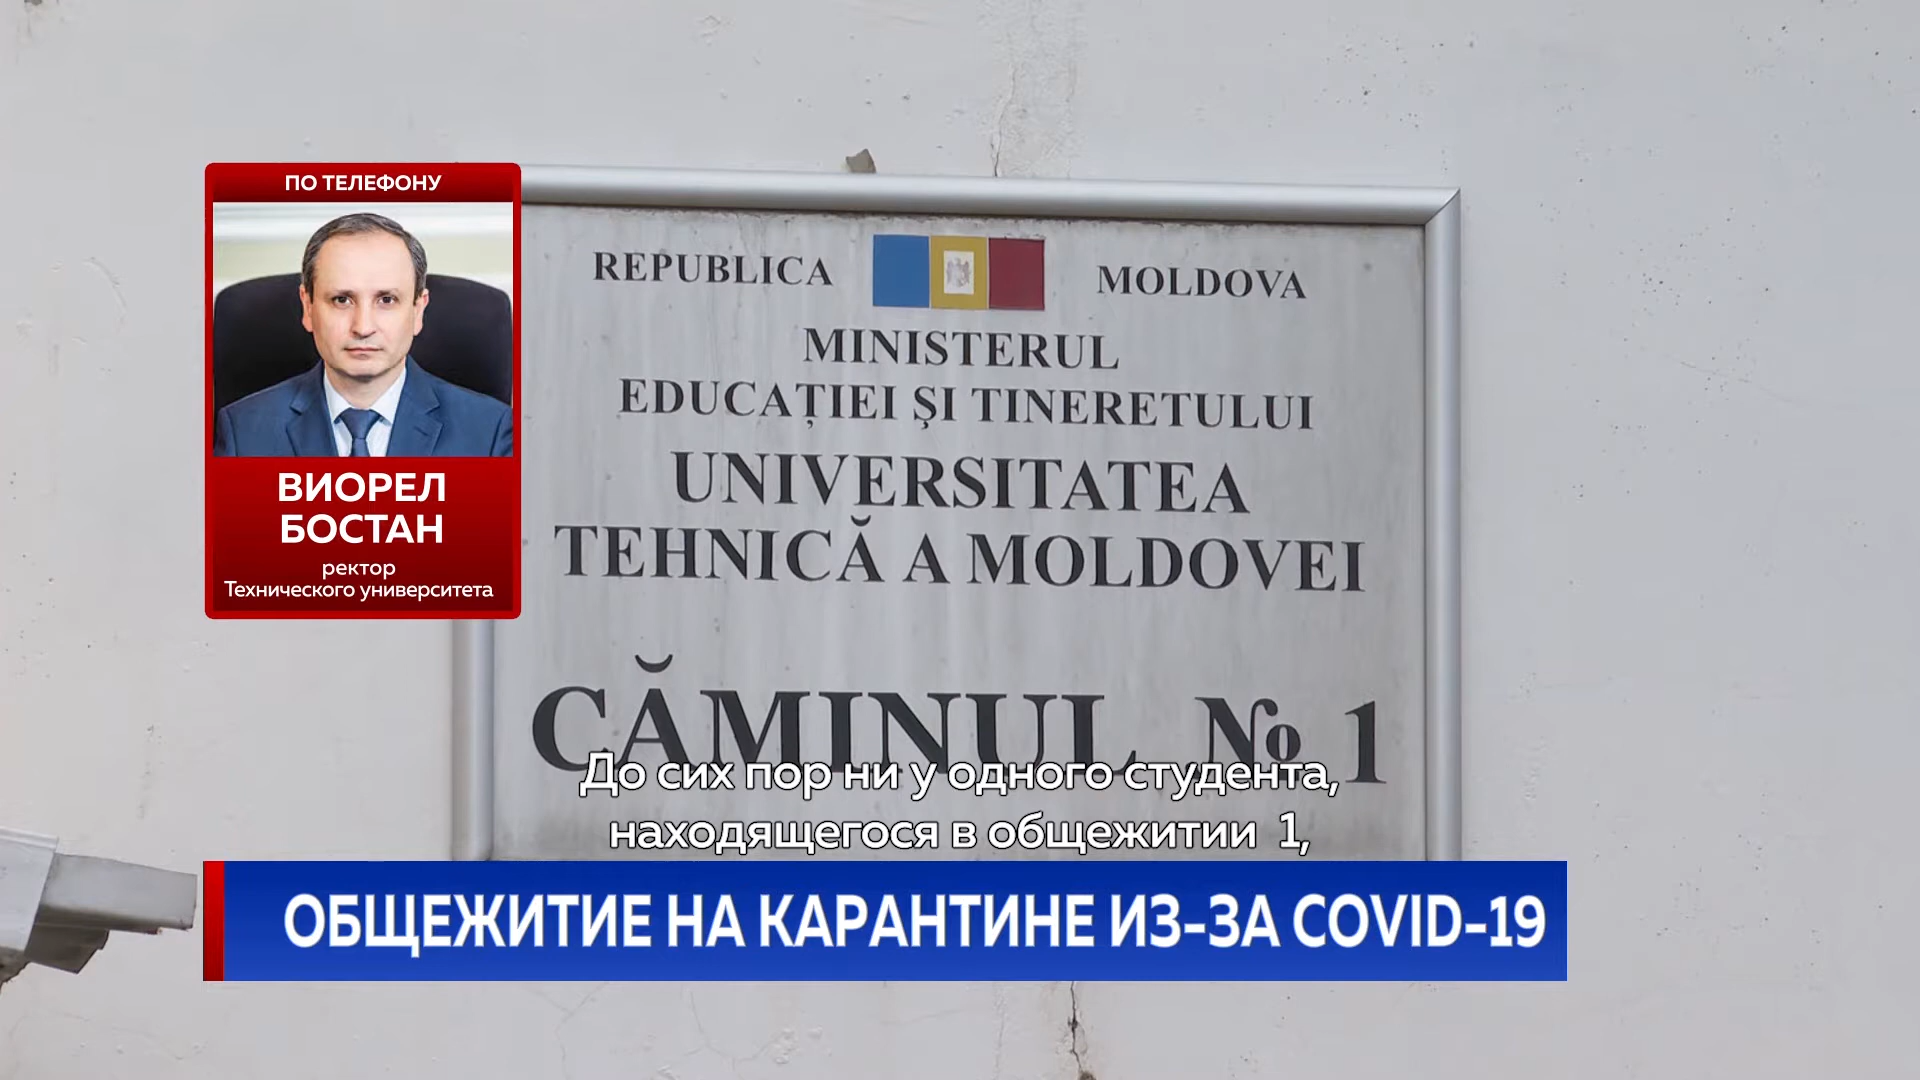 ПО ТЕЛЕФОНУ
ВИОРЕЛ
БОСТАН
ректор
Технического университета
REPUBLICA MOLDOVA
MINISTERUL
EDUCAȚIEI ȘI TINERETULUI
UNIVERSITATEA
TEHNICĂ A MOLDOVEI
CĂMINUL № 1
До сих пор ни у одного студента,
находящегося в общежитии 1,
ОБЩЕЖИТИЕ НА КАРАНТИНЕ ИЗ-ЗА COVID-19